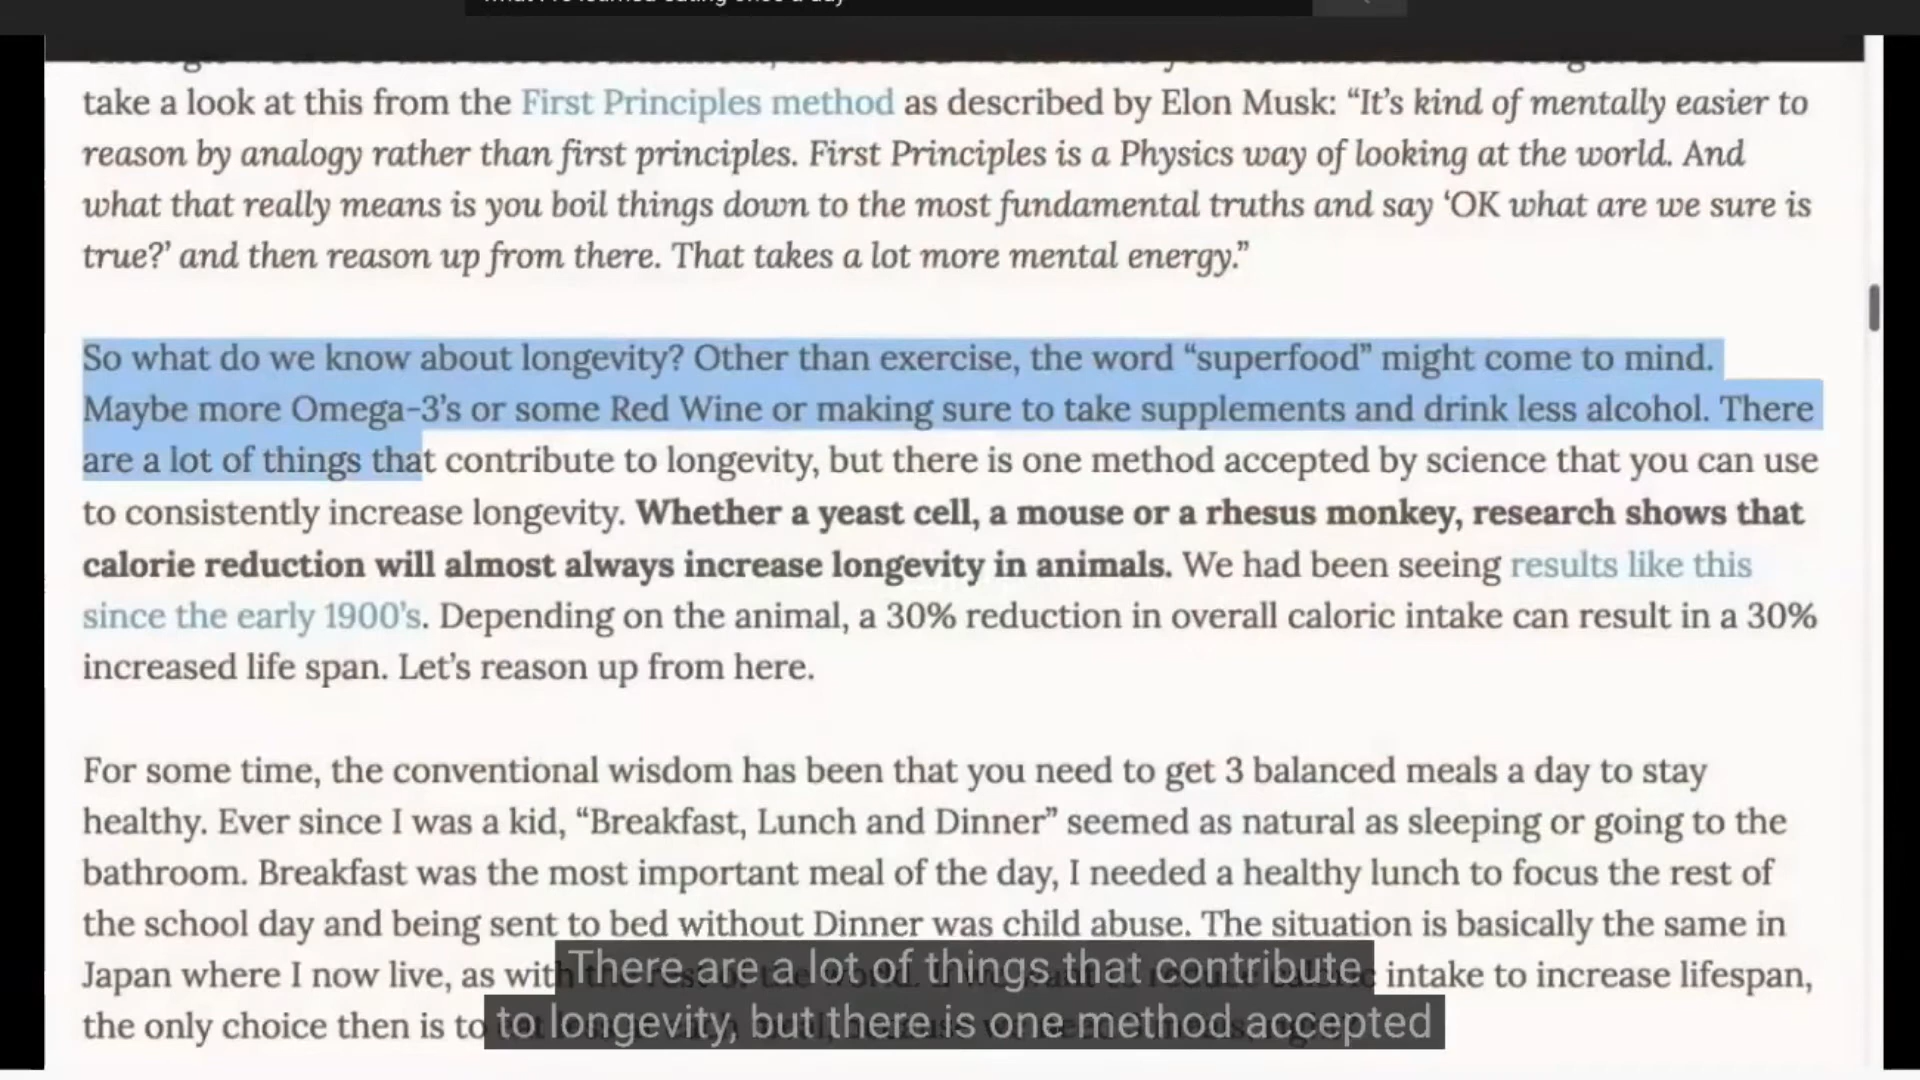 what I've learned eating once a day
take a look at this from the First Principles method as described by Elon Musk: “It’s kind of mentally easier to
reason by analogy rather than first principles. First Principles is a Physics way of looking at the world. And
what that really means is you boil things down to the most fundamental truths and say ‘OK what are we sure is
true?’ and then reason up from there. That takes a lot more mental energy.”
So what do we know about longevity? Other than exercise, the word “superfood” might come to mind.
Maybe more Omega-3’s or some Red Wine or making sure to take supplements and drink less alcohol. There
are a lot of things that contribute to longevity, but there is one method accepted by science that you can use
to consistently increase longevity. Whether a yeast cell, a mouse or a rhesus monkey, research shows that
calorie reduction will almost always increase longevity in animals. We had been seeing results like this
since the early 1900’s. Depending on the animal, a 30% reduction in overall caloric intake can result in a 30%
increased life span. Let’s reason up from here.
For some time, the conventional wisdom has been that you need to get 3 balanced meals a day to stay
healthy. Ever since I was a kid, “Breakfast, Lunch and Dinner” seemed as natural as sleeping or going to the
bathroom. Breakfast was the most important meal of the day, I needed a healthy lunch to focus the rest of
the school day and being sent to bed without Dinner was child abuse. The situation is basically the same in
Japan where I now live, as with intake to increase lifespan,
the only choice then is to
There are a lot of things that contribute
to longevity, but there is one method accepted